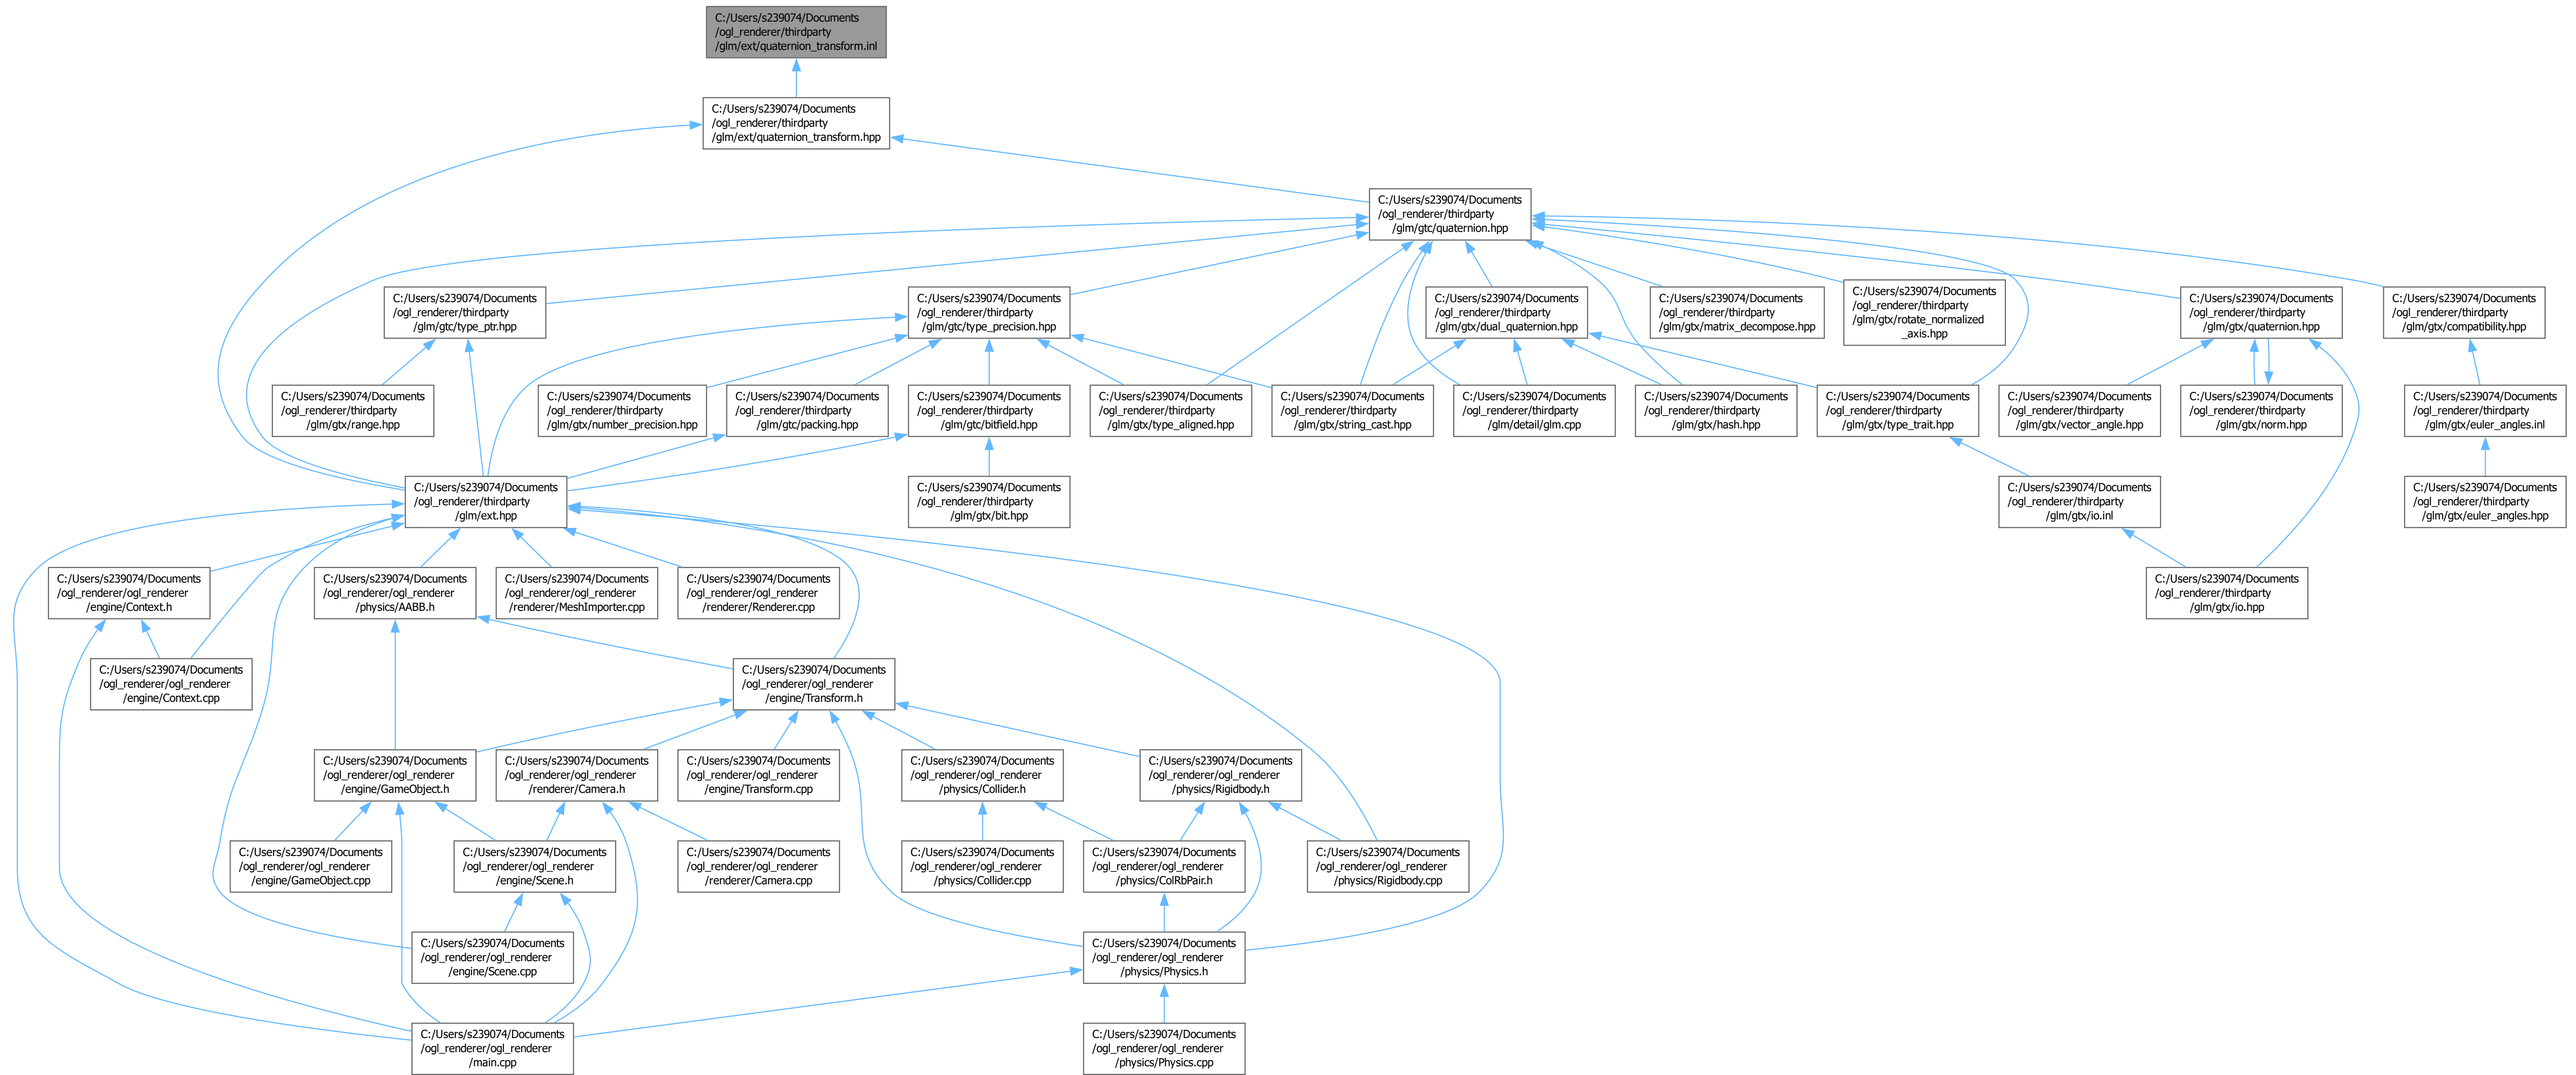 C:/Users/s239074/Documents
/ogl_renderer/thirdparty
/glm/ext/quaternion_transform.inl
C:/Users/s239074/Documents
/ogl_renderer/thirdparty
/glm/ext/quaternion_transform.hpp
C:/Users/s239074/Documents
/ogl_renderer/thirdparty
/glm/gtc/quaternion.hpp
C:/Users/s239074/Documents
/ogl_renderer/thirdparty
/glm/gtc/type_ptr.hpp
C:/Users/s239074/Documents
/ogl_renderer/thirdparty
/glm/gtc/type_precision.hpp
C:/Users/s239074/Documents
/ogl_renderer/thirdparty
/glm/gtx/dual_quaternion.hpp
C:/Users/s239074/Documents
/ogl_renderer/thirdparty
/glm/gtx/matrix_decompose.hpp
C:/Users/s239074/Documents
/ogl_renderer/thirdparty
/glm/gtx/rotate_normalized
_axis.hpp
C:/Users/s239074/Documents
/ogl_renderer/thirdparty
/glm/gtx/quaternion.hpp
C:/Users/s239074/Documents
/ogl_renderer/thirdparty
/glm/gtx/compatibility.hpp
C:/Users/s239074/Documents
/ogl_renderer/thirdparty
/glm/gtx/range.hpp
C:/Users/s239074/Documents
/ogl_renderer/thirdparty
/glm/gtx/number_precision.hpp
C:/Users/s239074/Documents
/ogl_renderer/thirdparty
/glm/gtc/packing.hpp
C:/Users/s239074/Documents
/ogl_renderer/thirdparty
/glm/gtc/bitfield.hpp
C:/Users/s239074/Documents
/ogl_renderer/thirdparty
/glm/gtx/type_aligned.hpp
C:/Users/s239074/Documents
/ogl_renderer/thirdparty
/glm/gtx/string_cast.hpp
C:/Users/s239074/Documents
/ogl_renderer/thirdparty
/glm/detail/glm.cpp
C:/Users/s239074/Documents
/ogl_renderer/thirdparty
/glm/gtx/hash.hpp
C:/Users/s239074/Documents
/ogl_renderer/thirdparty
/glm/gtx/type_trait.hpp
C:/Users/s239074/Documents
/ogl_renderer/thirdparty
/glm/gtx/vector_angle.hpp
C:/Users/s239074/Documents
/ogl_renderer/thirdparty
/glm/gtx/norm.hpp
C:/Users/s239074/Documents
/ogl_renderer/thirdparty
/glm/gtx/euler_angles.inl
C:/Users/s239074/Documents
/ogl_renderer/thirdparty
/glm/ext.hpp
C:/Users/s239074/Documents
/ogl_renderer/thirdparty
/glm/gtx/bit.hpp
C:/Users/s239074/Documents
/ogl_renderer/thirdparty
/glm/gtx/io.inl
C:/Users/s239074/Documents
/ogl_renderer/thirdparty
/glm/gtx/euler_angles.hpp
C:/Users/s239074/Documents
/ogl_renderer/ogl_renderer
/engine/Context.h
C:/Users/s239074/Documents
/ogl_renderer/ogl_renderer
/physics/AABB.h
C:/Users/s239074/Documents
/ogl_renderer/ogl_renderer
/renderer/MeshImporter.cpp
C:/Users/s239074/Documents
/ogl_renderer/ogl_renderer
/renderer/Renderer.cpp
C:/Users/s239074/Documents
/ogl_renderer/thirdparty
/glm/gtx/io.hpp
C:/Users/s239074/Documents
/ogl_renderer/ogl_renderer
/engine/Context.cpp
C:/Users/s239074/Documents
/ogl_renderer/ogl_renderer
/engine/Transform.h
C:/Users/s239074/Documents
/ogl_renderer/ogl_renderer
/engine/GameObject.h
C:/Users/s239074/Documents
/ogl_renderer/ogl_renderer
/renderer/Camera.h
C:/Users/s239074/Documents
/ogl_renderer/ogl_renderer
/engine/Transform.cpp
C:/Users/s239074/Documents
/ogl_renderer/ogl_renderer
/physics/Collider.h
C:/Users/s239074/Documents
/ogl_renderer/ogl_renderer
/physics/Rigidbody.h
C:/Users/s239074/Documents
/ogl_renderer/ogl_renderer
/engine/GameObject.cpp
C:/Users/s239074/Documents
/ogl_renderer/ogl_renderer
/engine/Scene.h
C:/Users/s239074/Documents
/ogl_renderer/ogl_renderer
/renderer/Camera.cpp
C:/Users/s239074/Documents
/ogl_renderer/ogl_renderer
/physics/Collider.cpp
C:/Users/s239074/Documents
/ogl_renderer/ogl_renderer
/physics/ColRbPair.h
C:/Users/s239074/Documents
/ogl_renderer/ogl_renderer
/physics/Rigidbody.cpp
C:/Users/s239074/Documents
/ogl_renderer/ogl_renderer
/engine/Scene.cpp
C:/Users/s239074/Documents
/ogl_renderer/ogl_renderer
/physics/Physics.h
C:/Users/s239074/Documents
/ogl_renderer/ogl_renderer
/main.cpp
C:/Users/s239074/Documents
/ogl_renderer/ogl_renderer
/physics/Physics.cpp